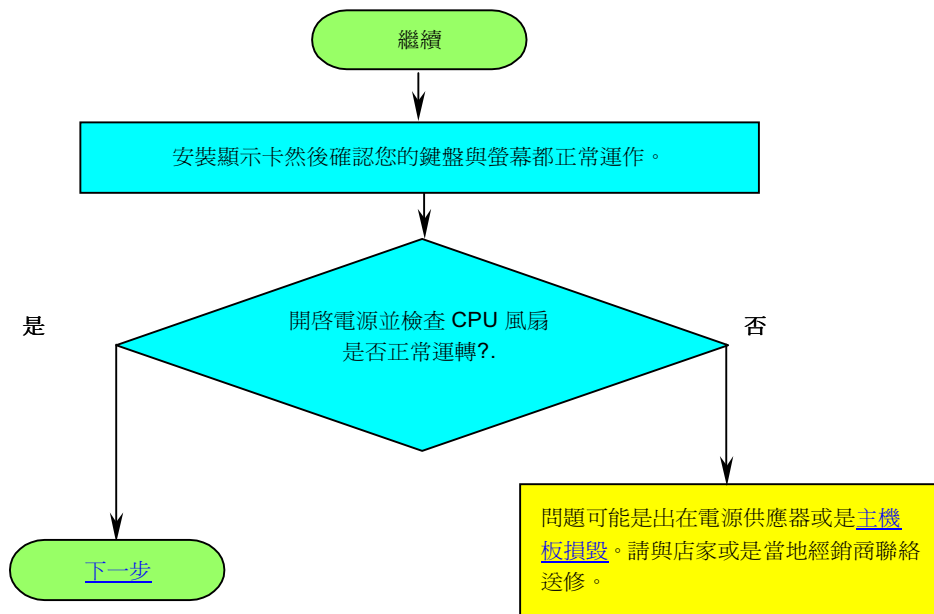 繼續
安裝顯示卡然後確認您的鍵盤與螢幕都正常運作。
是
開啓電源並檢查 CPU 風扇
是否正常運轉?.
否
問題可能是出在電源供應器或是主機
板損毀。請與店家或是當地經銷商聯絡
送修。
下一步